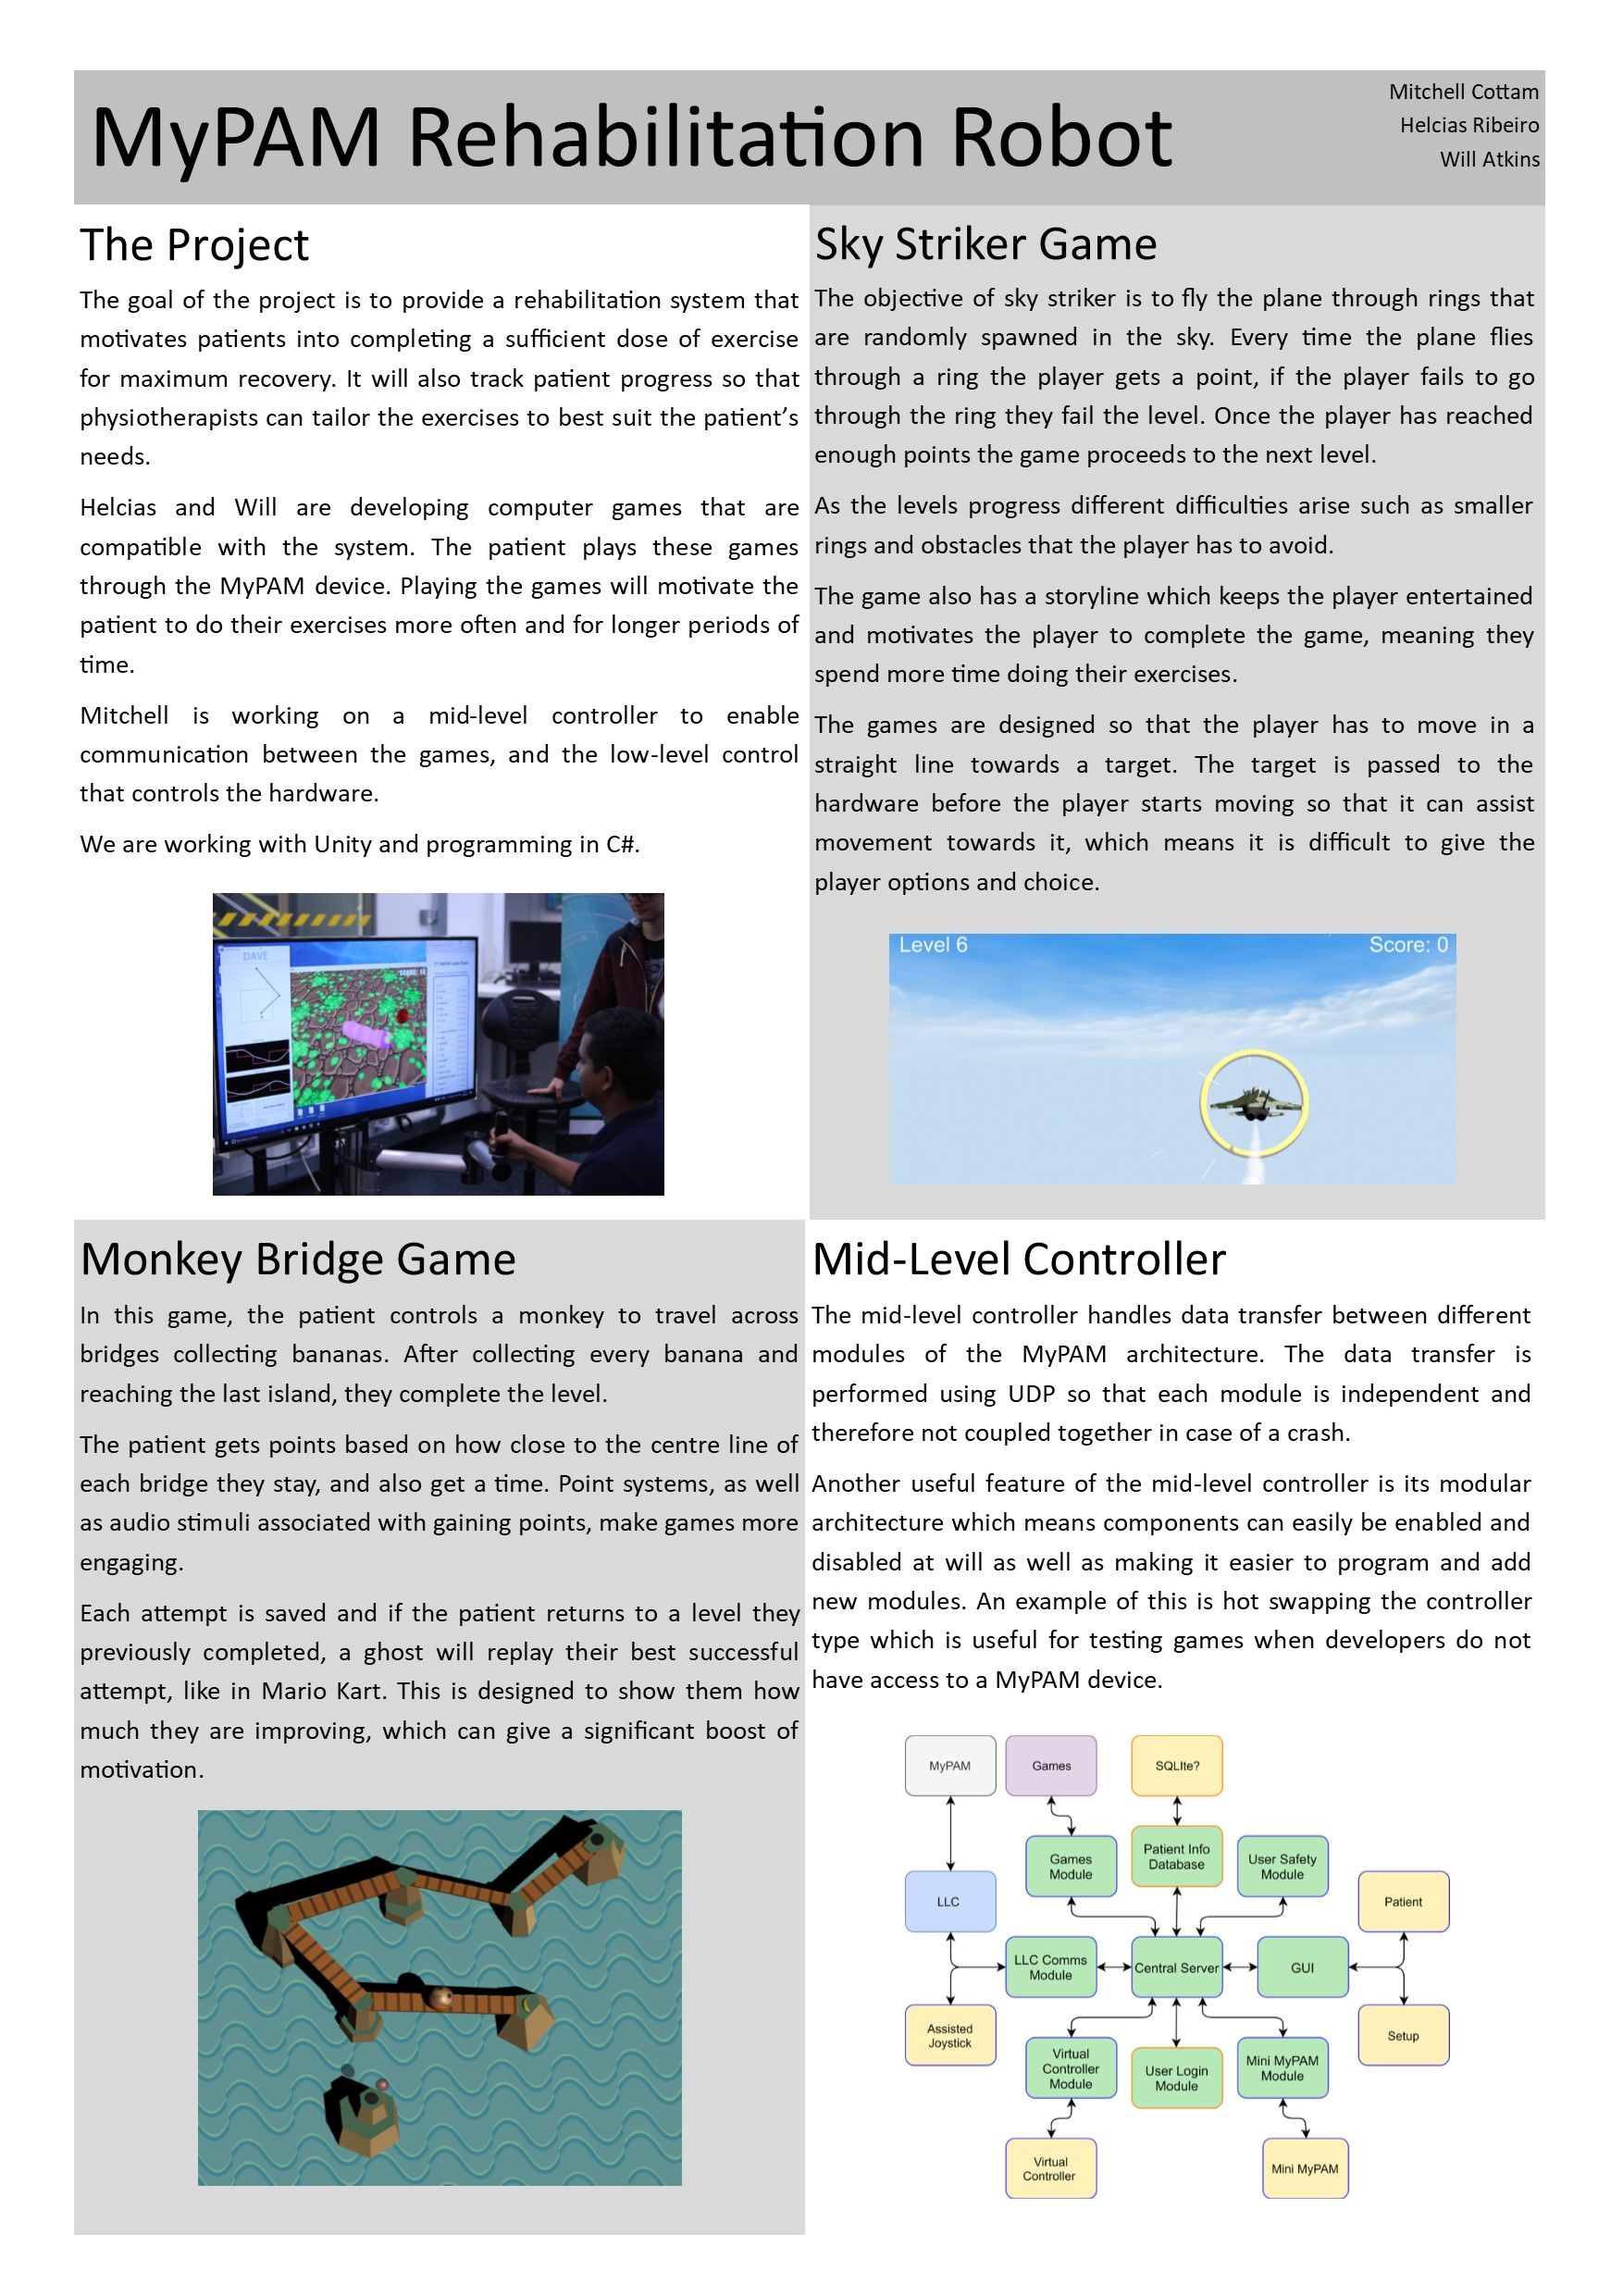 MyPAM Rehabilitation Robot
Mitchell Cottam
Helcias Ribeiro
Will Atkins
The Project
The goal of the project is to provide a rehabilitation system that
motivates patients into completing a sufficient dose of exercise
for maximum recovery. It will also track patient progress so that
physiotherapists can tailor the exercises to best suit the patient’s
needs.
Helcias and Will are developing computer games that are
compatible with the system. The patient plays these games
through the MyPAM device. Playing the games will motivate the
patient to do their exercises more often and for longer periods of
time.
Mitchell is working on a mid-level controller to enable
communication between the games, and the low-level control
that controls the hardware.
We are working with Unity and programming in C#.
DAVE
Sky Striker Game
The objective of sky striker is to fly the plane through rings that
are randomly spawned in the sky. Every time the plane flies
through a ring the player gets a point, if the player fails to go
through the ring they fail the level. Once the player has reached
enough points the game proceeds to the next level.
As the levels progress different difficulties arise such as smaller
rings and obstacles that the player has to avoid.
The game also has a storyline which keeps the player entertained
and motivates the player to complete the game, meaning they
spend more time doing their exercises.
The games are designed so that the player has to move in a
straight line towards a target. The target is passed to the
hardware before the player starts moving so that it can assist
movement towards it, which means it is difficult to give the
player options and choice.
Level 6
Score: 0
Monkey Bridge Game
In this game, the patient controls a monkey to travel across
bridges collecting bananas. After collecting every banana and
reaching the last island, they complete the level.
The patient gets points based on how close to the centre line of
each bridge they stay, and also get a time. Point systems, as well
as audio stimuli associated with gaining points, make games more
engaging.
Each attempt is saved and if the patient returns to a level they
previously completed, a ghost will replay their best successful
attempt, like in Mario Kart. This is designed to show them how
much they are improving, which can give a significant boost of
motivation.
Mid-Level Controller
The mid-level controller handles data transfer between different
modules of the MyPAM architecture. The data transfer is
performed using UDP so that each module is independent and
therefore not coupled together in case of a crash.
Another useful feature of the mid-level controller is its modular
architecture which means components can easily be enabled and
disabled at will as well as making it easier to program and add
new modules. An example of this is hot swapping the controller
type which is useful for testing games when developers do not
have access to a MyPAM device.
MyPAM
Games
SQLIte?
Games
Module
Patient Info
Database
User Safety
Module
LLC
Patient
LLC Comms
Module
Central Server
GUI
Assisted
Joystick
Setup
Virtual
Controller
Module
User Login
Module
Mini MyPAM
Module
Virtual
Controller
Mini MyPAM